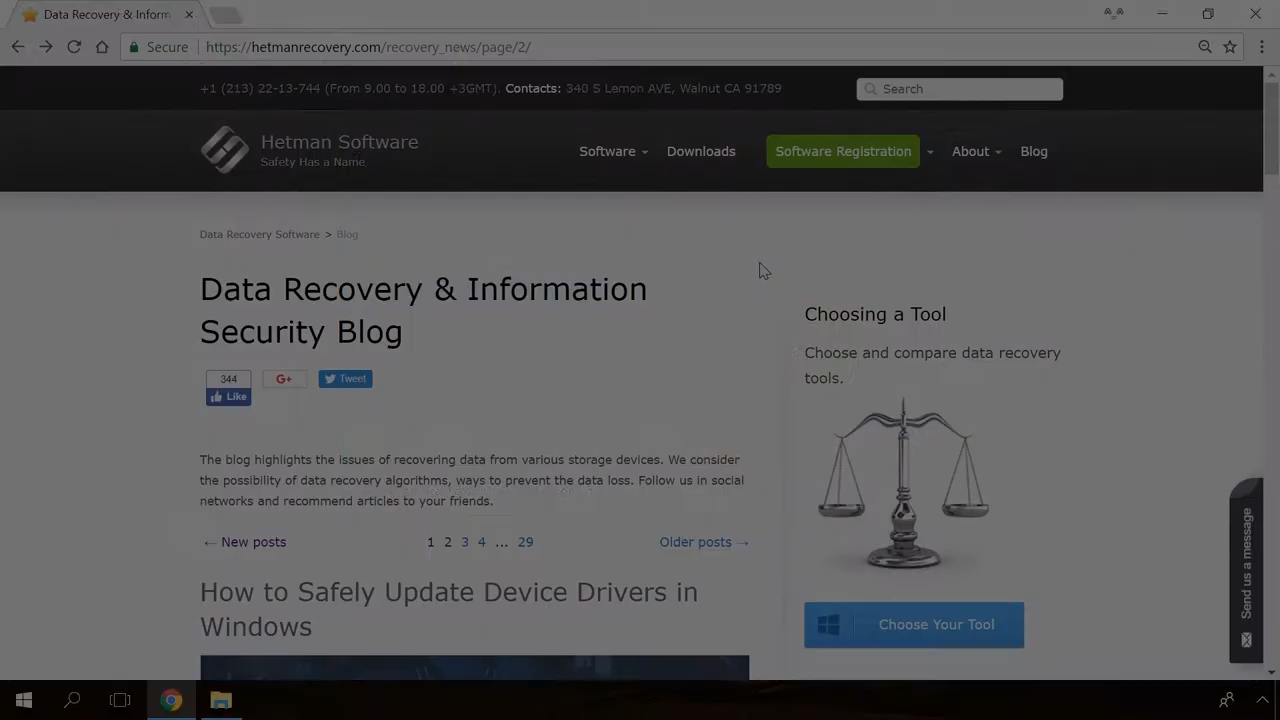 Data Recovery & Inform
Secure
https://hetmanrecovery.com/recovery_news/page/2/
+1 (213) 22-13-744 (From 9.00 to 18.00 +3GMT). Contacts: 340 S Lemon AVE, Walnut CA 91789
Search
Hetman Software
Safety Has a Name
Software
Downloads
Software Registration
About
Blog
Data Recovery Software > Blog
Data Recovery & Information
Security Blog
344
Like
G+
Tweet
The blog highlights the issues of recovering data from various storage devices. We consider
the possibility of data recovery algorithms, ways to prevent the data loss. Follow us in social
networks and recommend articles to your friends.
← New posts
1 2 3 4 ... 29
Older posts →
How to Safely Update Device Drivers in
Windows
Choosing a Tool
Choose and compare data recovery
tools.
Choose Your Tool
Send us a message